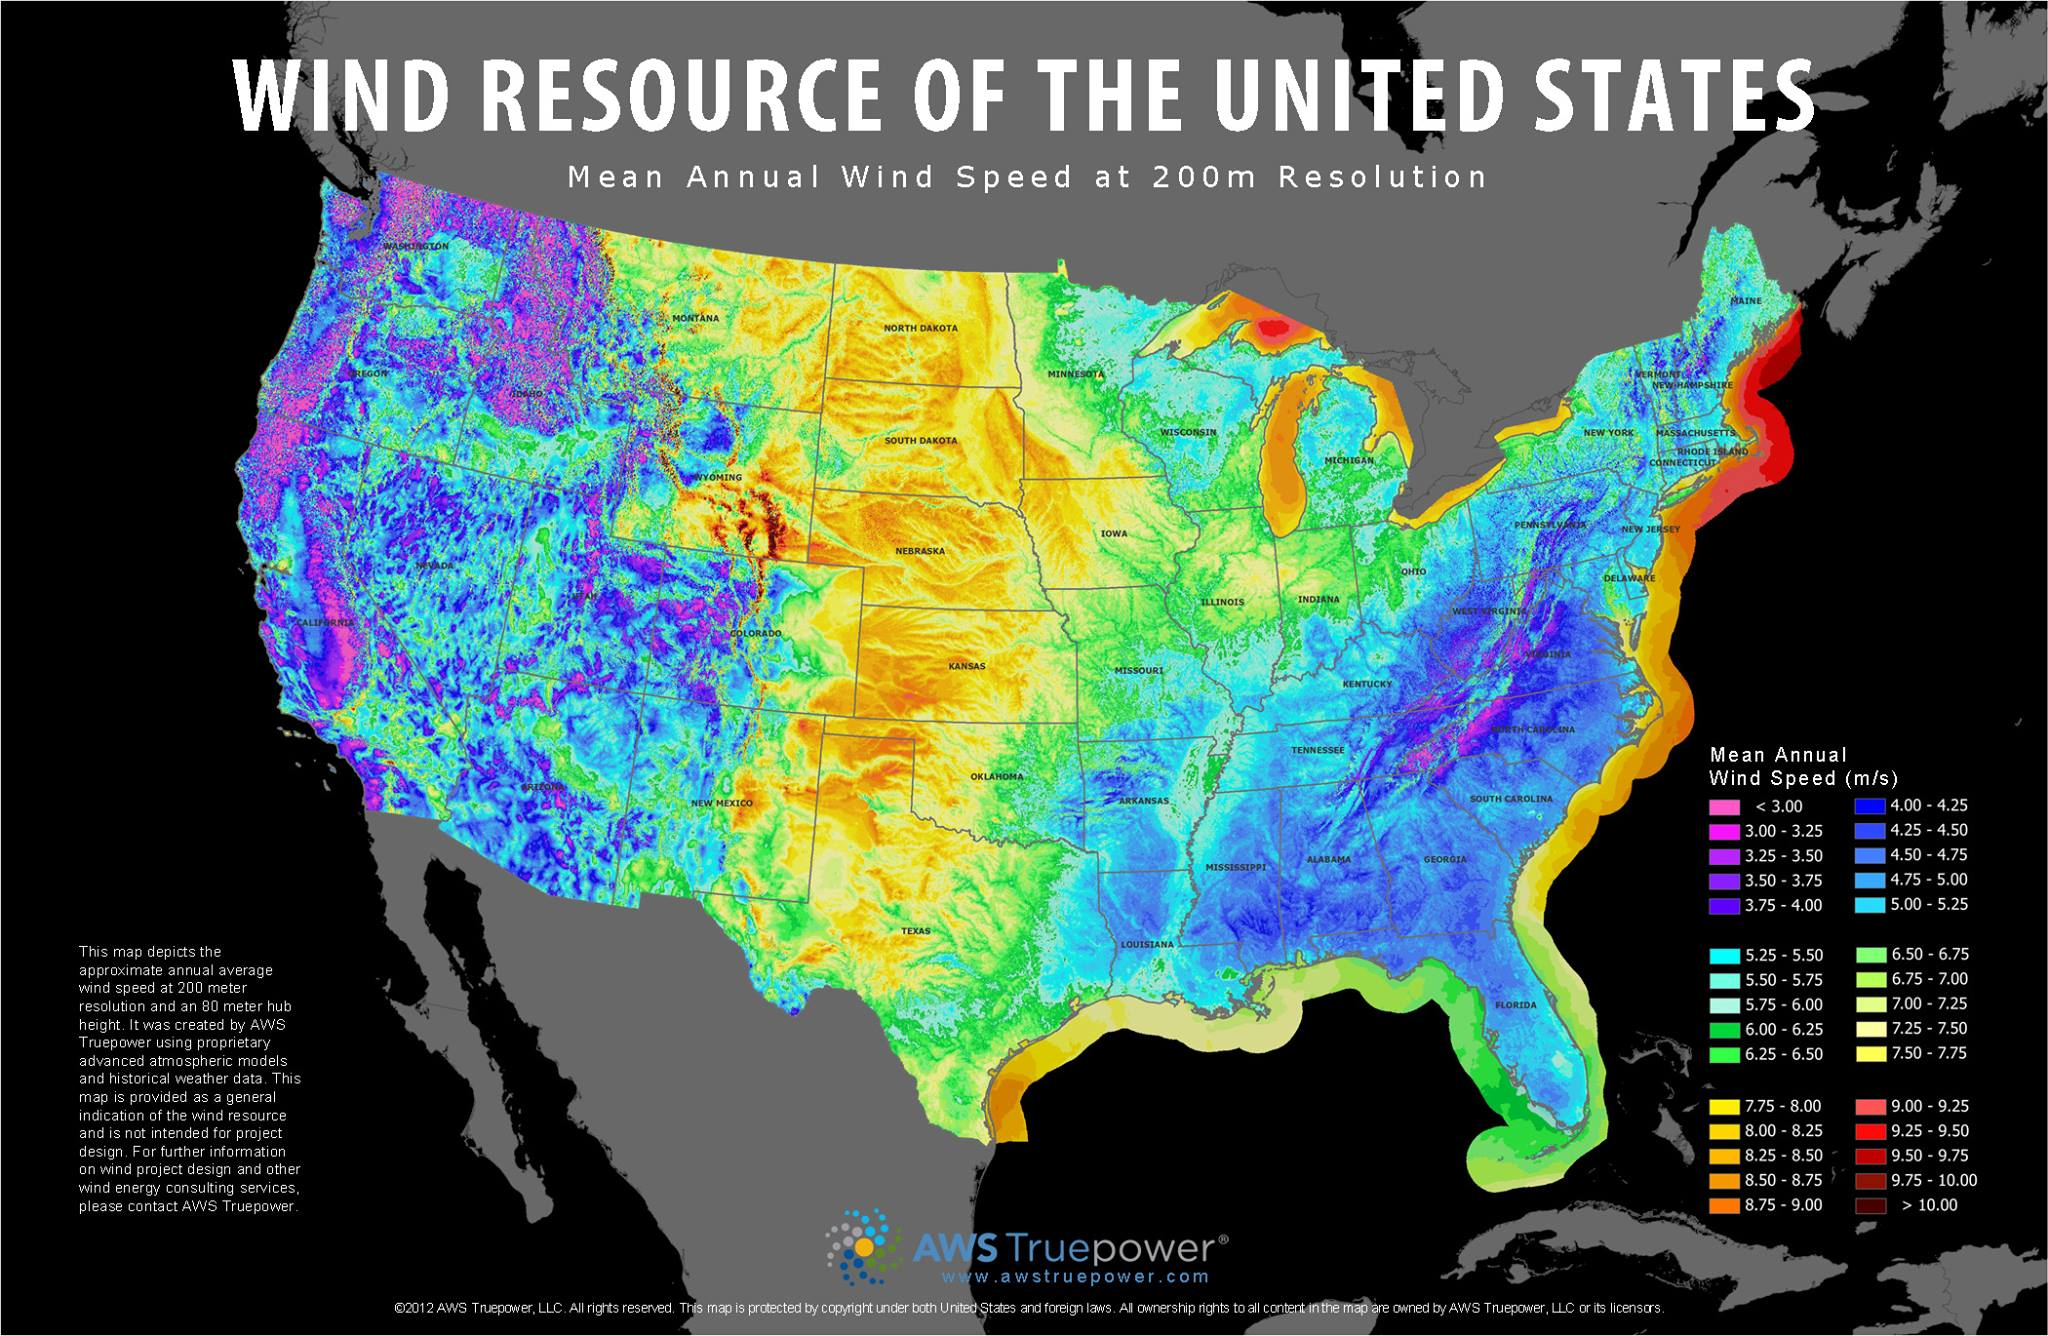 WIND RESOURCE OF THE UNITED STATES
Mean Annual Wind Speed at 200m Resolution
WASHINGTON
MONTANA
NORTH DAKOTA
MINNESOTA
MAINE
OREGON
IDAHO
VERMONT
NEW HAMPSHIRE
SOUTH DAKOTA
WISCONSIN
MICHIGAN
NEW YORK
MASSACHUSETTS
RHODE ISLAND
CONNECTICUT
WYOMING
IOWA
PENNSYLVANIA
NEW JERSEY
NEBRASKA
NEVADA
UTAH
ILLINOIS
INDIANA
OHIO
DELAWARE
WEST VIRGINIA
CALIFORNIA
COLORADO
KANSAS
MISSOURI
KENTUCKY
VIRGINIA
ARIZONA
NEW MEXICO
OKLAHOMA
ARKANSAS
TENNESSEE
NORTH CAROLINA
SOUTH CAROLINA
MISSISSIPPI
ALABAMA
GEORGIA
TEXAS
LOUISIANA
FLORIDA
Mean Annual
Wind Speed (m/s)
< 3.00
3.00 - 3.25
3.25 - 3.50
3.50 - 3.75
3.75 - 4.00
4.00 - 4.25
4.25 - 4.50
4.50 - 4.75
4.75 - 5.00
5.00 - 5.25
5.25 - 5.50
5.50 - 5.75
5.75 - 6.00
6.00 - 6.25
6.25 - 6.50
6.50 - 6.75
6.75 - 7.00
7.00 - 7.25
7.25 - 7.50
7.50 - 7.75
7.75 - 8.00
8.00 - 8.25
8.25 - 8.50
8.50 - 8.75
8.75 - 9.00
9.00 - 9.25
9.25 - 9.50
9.50 - 9.75
9.75 - 10.00
> 10.00
This map depicts the
approximate annual average
wind speed at 200 meter
resolution and an 80 meter hub
height. It was created by AWS
Truepower using proprietary
advanced atmospheric models
and historical weather data. This
map is provided as a general
indication of the wind resource
and is not intended for project
design. For further information
on wind project design and other
wind energy consulting services,
please contact AWS Truepower.
AWS Truepower®
www.awstruepower.com
©2012 AWS Truepower, LLC. All rights reserved. This map is protected by copyright under both United States and foreign laws. All ownership rights to all content in the map are owned by AWS Truepower, LLC or its licensors.